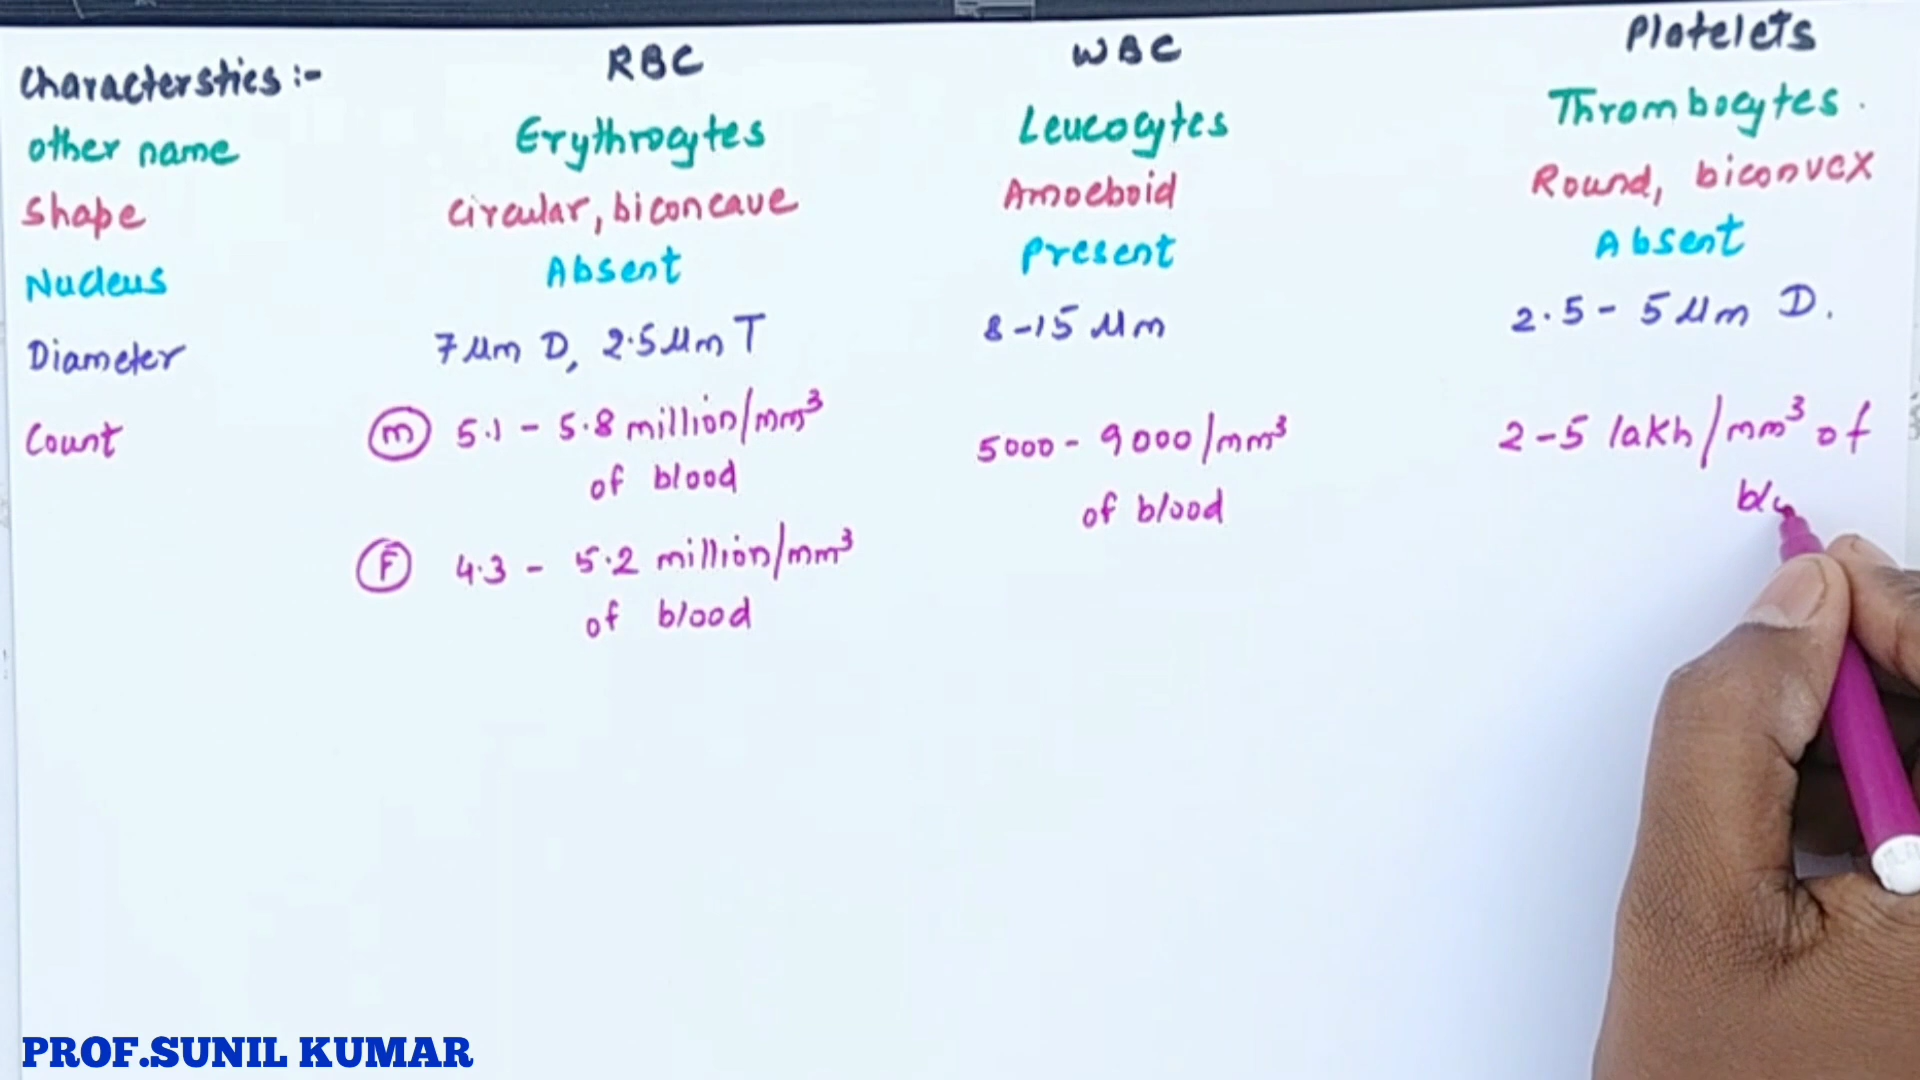 Characterstics :- RBC WBC Platelets
other name Erythrocytes Leucocytes Thrombocytes.
Shape Circular, biconcave Amoeboid Round, biconvex
Nucleus Absent Present Absent
Diameter 7 μm D, 2.5 μm T 8-15 μm 2.5 - 5 μm D.
Count (m) 5.1 - 5.8 million/mm³ 5000 - 9000/mm³ 2-5 lakh/mm³ of
of blood of blood
(F) 4.3 - 5.2 million/mm³
of blood
PROF.SUNIL KUMAR